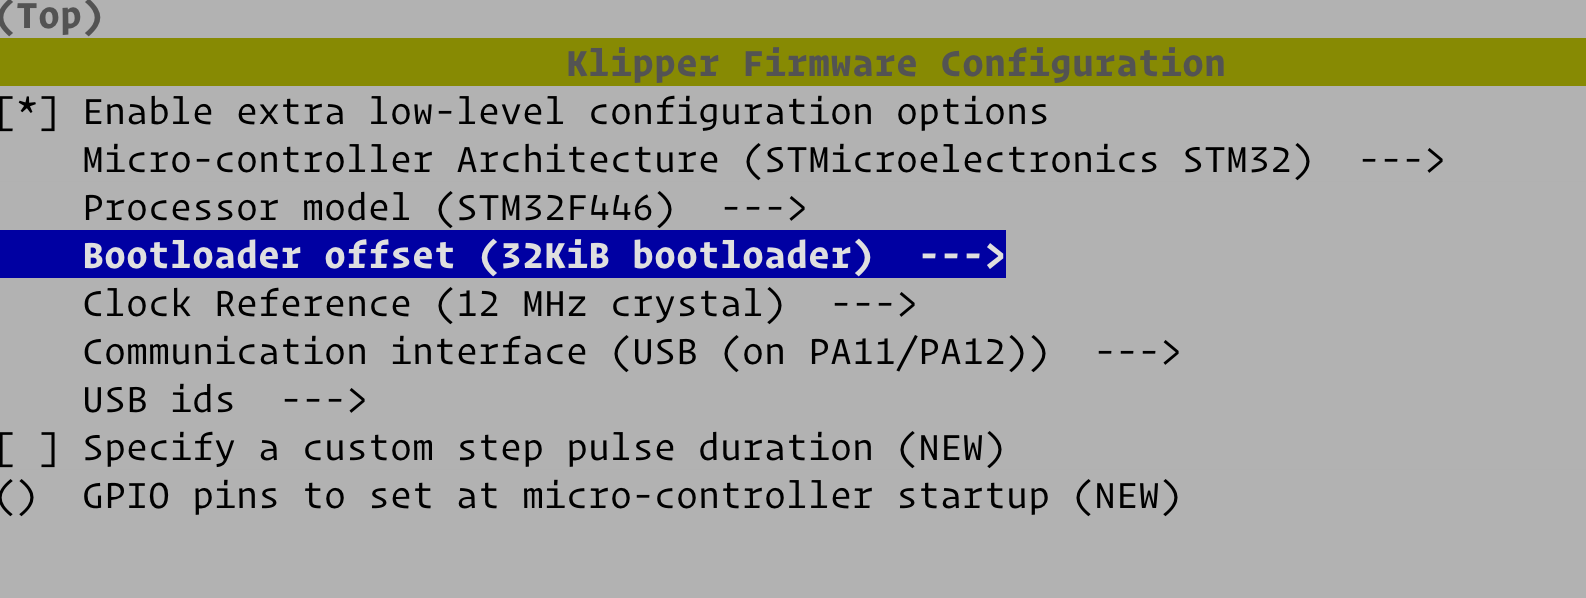 (Top)
Klipper Firmware Configuration
[*] Enable extra low-level configuration options
Micro-controller Architecture (STMicroelectronics STM32)  --->
Processor model (STM32F446)  --->
Bootloader offset (32KiB bootloader)  --->
Clock Reference (12 MHz crystal)  --->
Communication interface (USB (on PA11/PA12))  --->
USB ids  --->
[ ] Specify a custom step pulse duration (NEW)
()  GPIO pins to set at micro-controller startup (NEW)